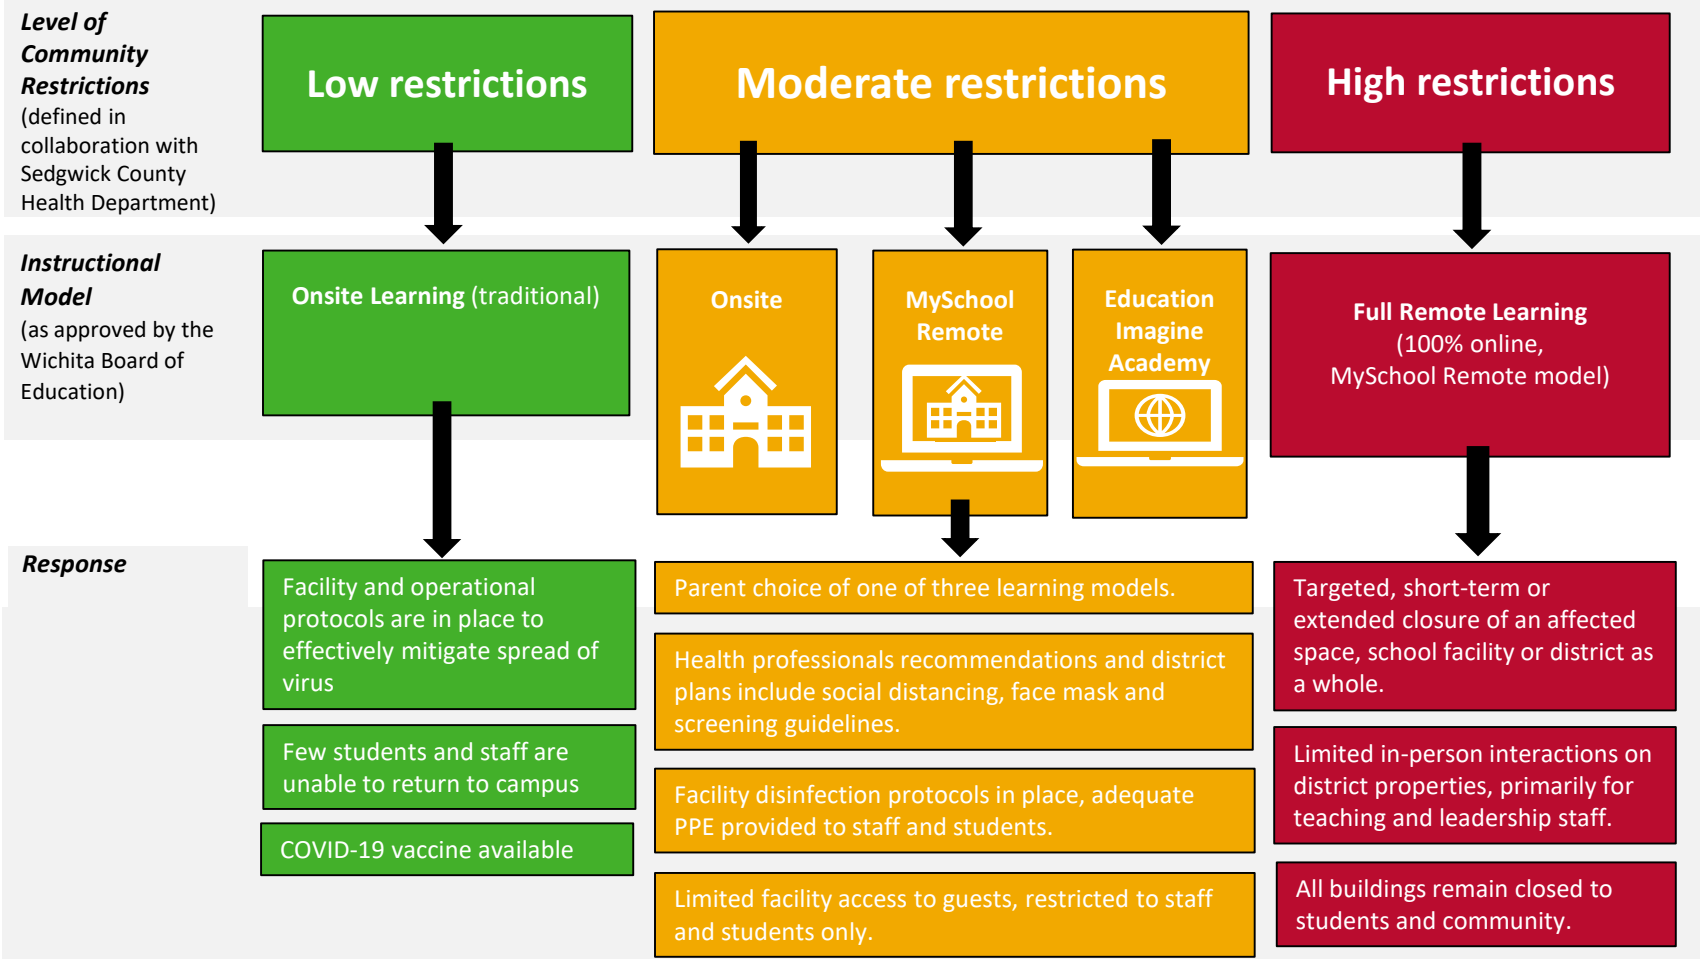 Level of
Community
Restrictions
(defined in
collaboration with
Sedgwick County
Health Department)
Low restrictions
Moderate restrictions
High restrictions
Instructional
Model
(as approved by the
Wichita Board of
Education)
Onsite Learning (traditional)
Onsite
MySchool
Remote
Education
Imagine
Academy
Full Remote Learning
(100% online,
MySchool Remote model)
Response
Facility and operational
protocols are in place to
effectively mitigate spread of
virus
Few students and staff are
unable to return to campus
COVID-19 vaccine available
Parent choice of one of three learning models.
Health professionals recommendations and district
plans include social distancing, face mask and
screening guidelines.
Facility disinfection protocols in place, adequate
PPE provided to staff and students.
Limited facility access to guests, restricted to staff
and students only.
Targeted, short-term or
extended closure of an affected
space, school facility or district as
a whole.
Limited in-person interactions on
district properties, primarily for
teaching and leadership staff.
All buildings remain closed to
students and community.